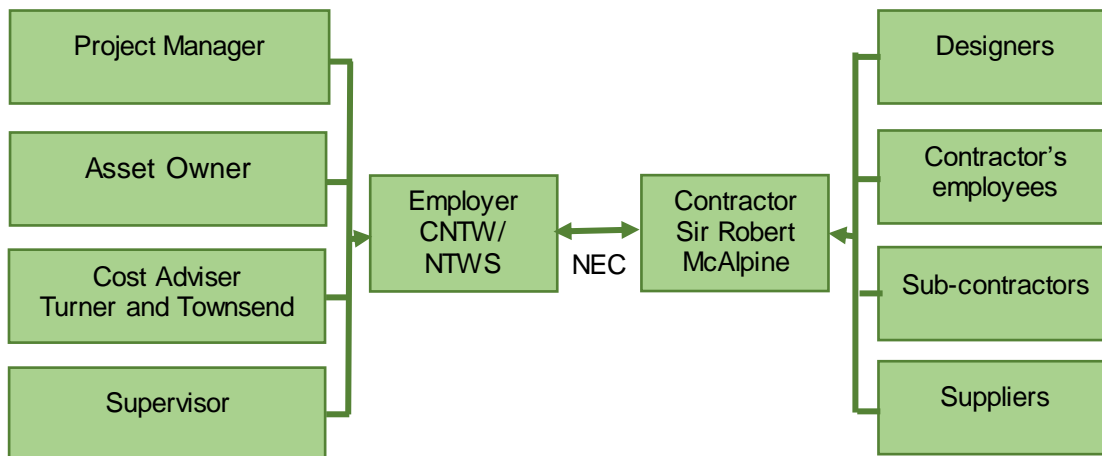 Project Manager
Asset Owner
Cost Adviser
Turner and Townsend
Supervisor
Employer
CNTW/
NTWS
NEC
Contractor
Sir Robert
McAlpine
Designers
Contractor’s
employees
Sub-contractors
Suppliers